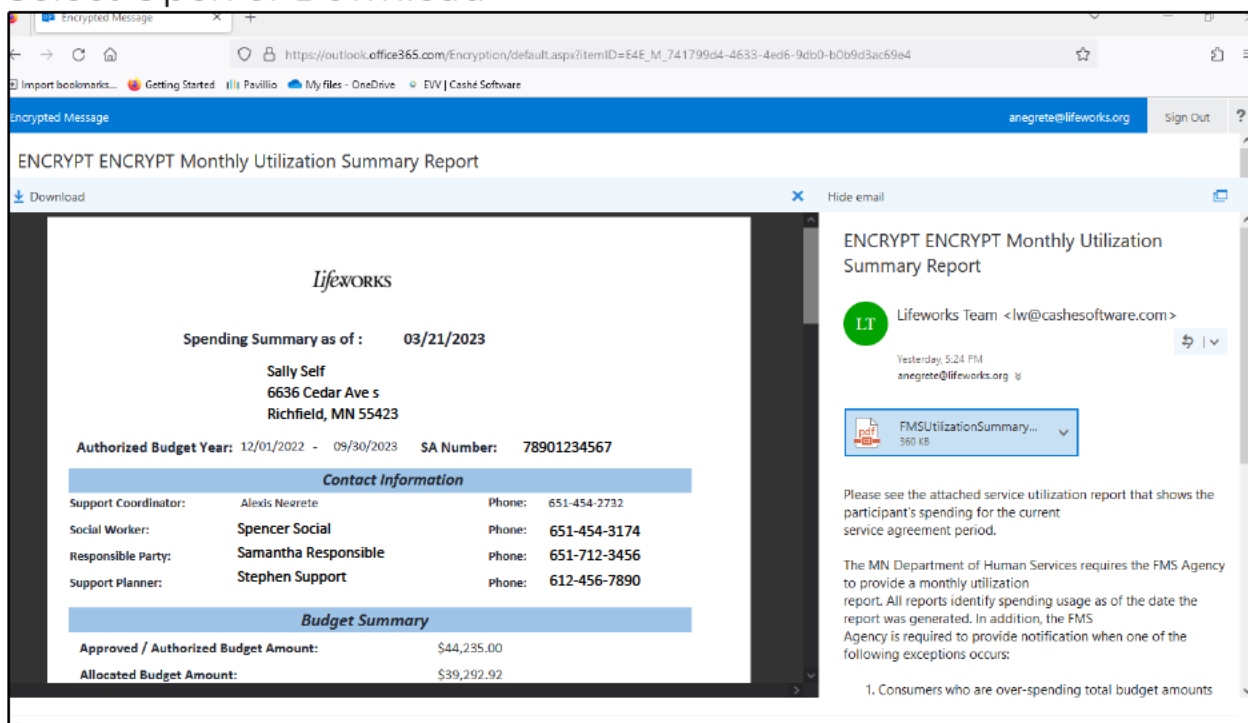 Select Open or Download
Encrypted Message
https://outlook.office365.com/Encryption/default.aspx?itemID=E4E_M_741799d4-4633-4ed6-9db0-b0b9d3ac69e4
Import bookmarks... Getting Started Pavillio My files - OneDrive EVV | Cashé Software
Encrypted Message anegrete@lifeworks.org Sign Out ?
ENCRYPT ENCRYPT Monthly Utilization Summary Report
Download Hide email
Lifeworks
Spending Summary as of : 03/21/2023
Sally Self
6636 Cedar Ave s
Richfield, MN 55423
Authorized Budget Year: 12/01/2022 - 09/30/2023 SA Number: 78901234567
Contact Information
Support Coordinator: Alexis Negrete Phone: 651-454-2732
Social Worker: Spencer Social Phone: 651-454-3174
Responsible Party: Samantha Responsible Phone: 651-712-3456
Support Planner: Stephen Support Phone: 612-456-7890
Budget Summary
Approved / Authorized Budget Amount: $44,235.00
Allocated Budget Amount: $39,292.92
ENCRYPT ENCRYPT Monthly Utilization
Summary Report
LT
Lifeworks Team <lw@cashesoftware.com>
Yesterday, 5:24 PM
anegrete@lifeworks.org
pdf
FMSUtilizationSummary...
360 KB
Please see the attached service utilization report that shows the
participant's spending for the current
service agreement period.
The MN Department of Human Services requires the FMS Agency
to provide a monthly utilization
report. All reports identify spending usage as of the date the
report was generated. In addition, the FMS
Agency is required to provide notification when one of the
following exceptions occurs:
1. Consumers who are over-spending total budget amounts